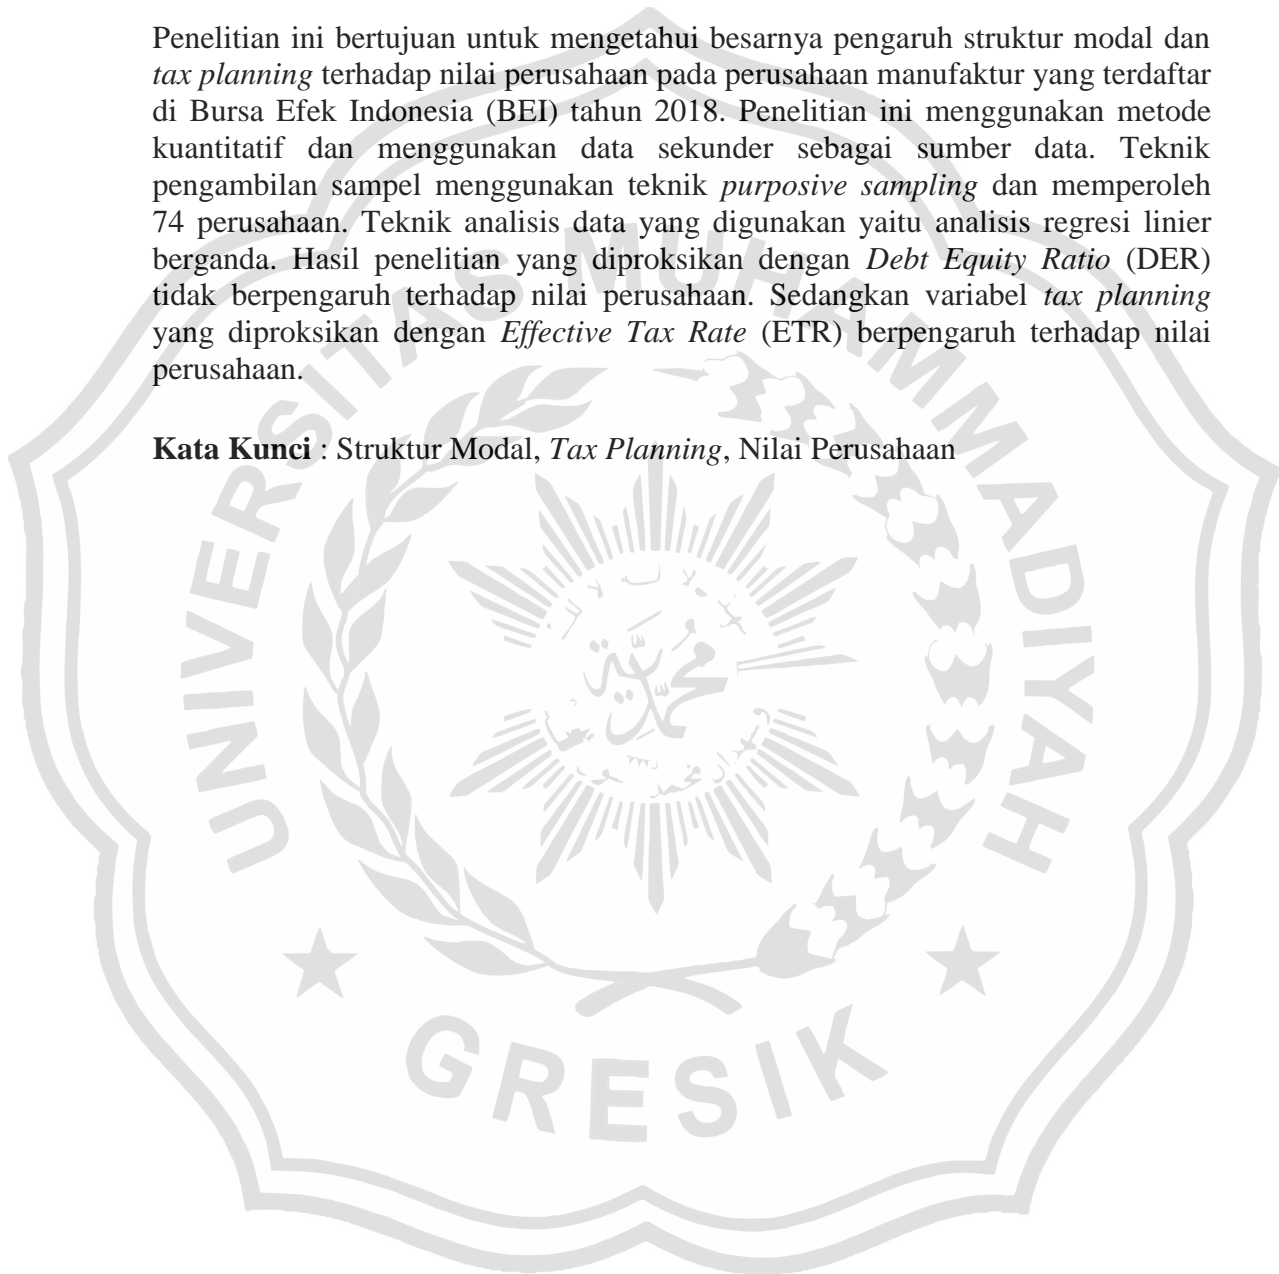 Penelitian ini bertujuan untuk mengetahui besarnya pengaruh struktur modal dan
tax planning terhadap nilai perusahaan pada perusahaan manufaktur yang terdaftar
di Bursa Efek Indonesia (BEI) tahun 2018. Penelitian ini menggunakan metode
kuantitatif dan menggunakan data sekunder sebagai sumber data. Teknik
pengambilan sampel menggunakan teknik purposive sampling dan memperoleh
74 perusahaan. Teknik analisis data yang digunakan yaitu analisis regresi linier
berganda. Hasil penelitian yang diproksikan dengan Debt Equity Ratio (DER)
tidak berpengaruh terhadap nilai perusahaan. Sedangkan variabel tax planning
yang diproksikan dengan Effective Tax Rate (ETR) berpengaruh terhadap nilai
perusahaan.
Kata Kunci : Struktur Modal, Tax Planning, Nilai Perusahaan
UNIVERSITAS MUHAMMADIYAH
GRESIK